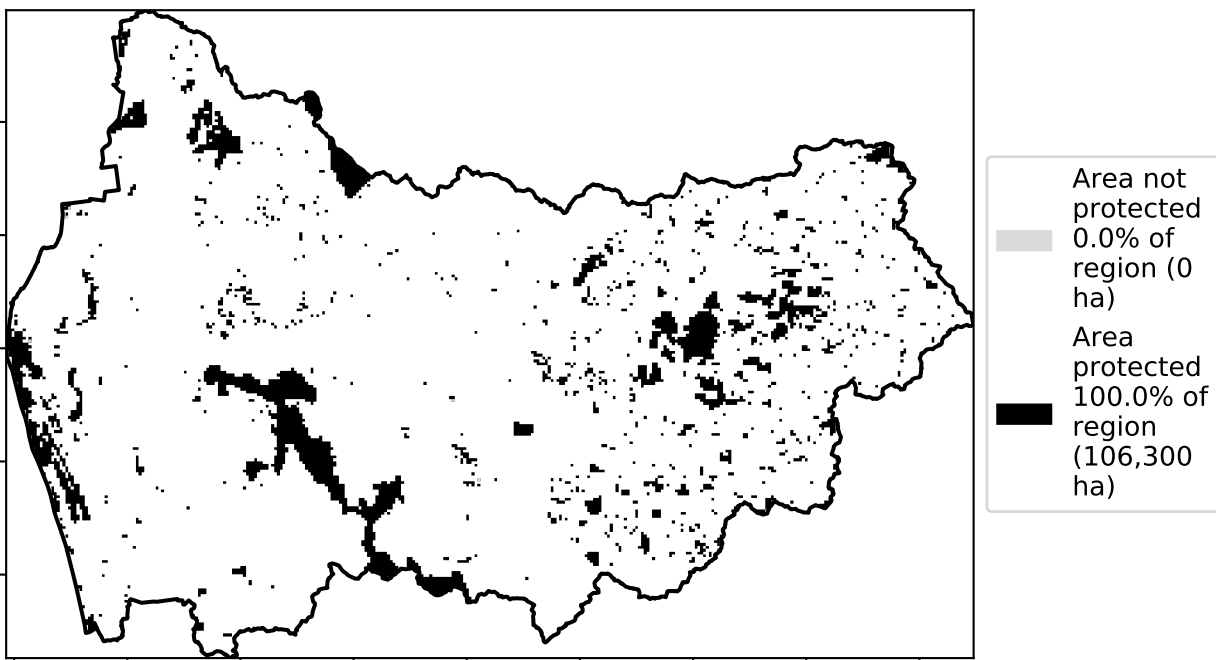 Area not
protected
0.0% of
region (0
ha)
Area
protected
100.0% of
region
(106,300
ha)